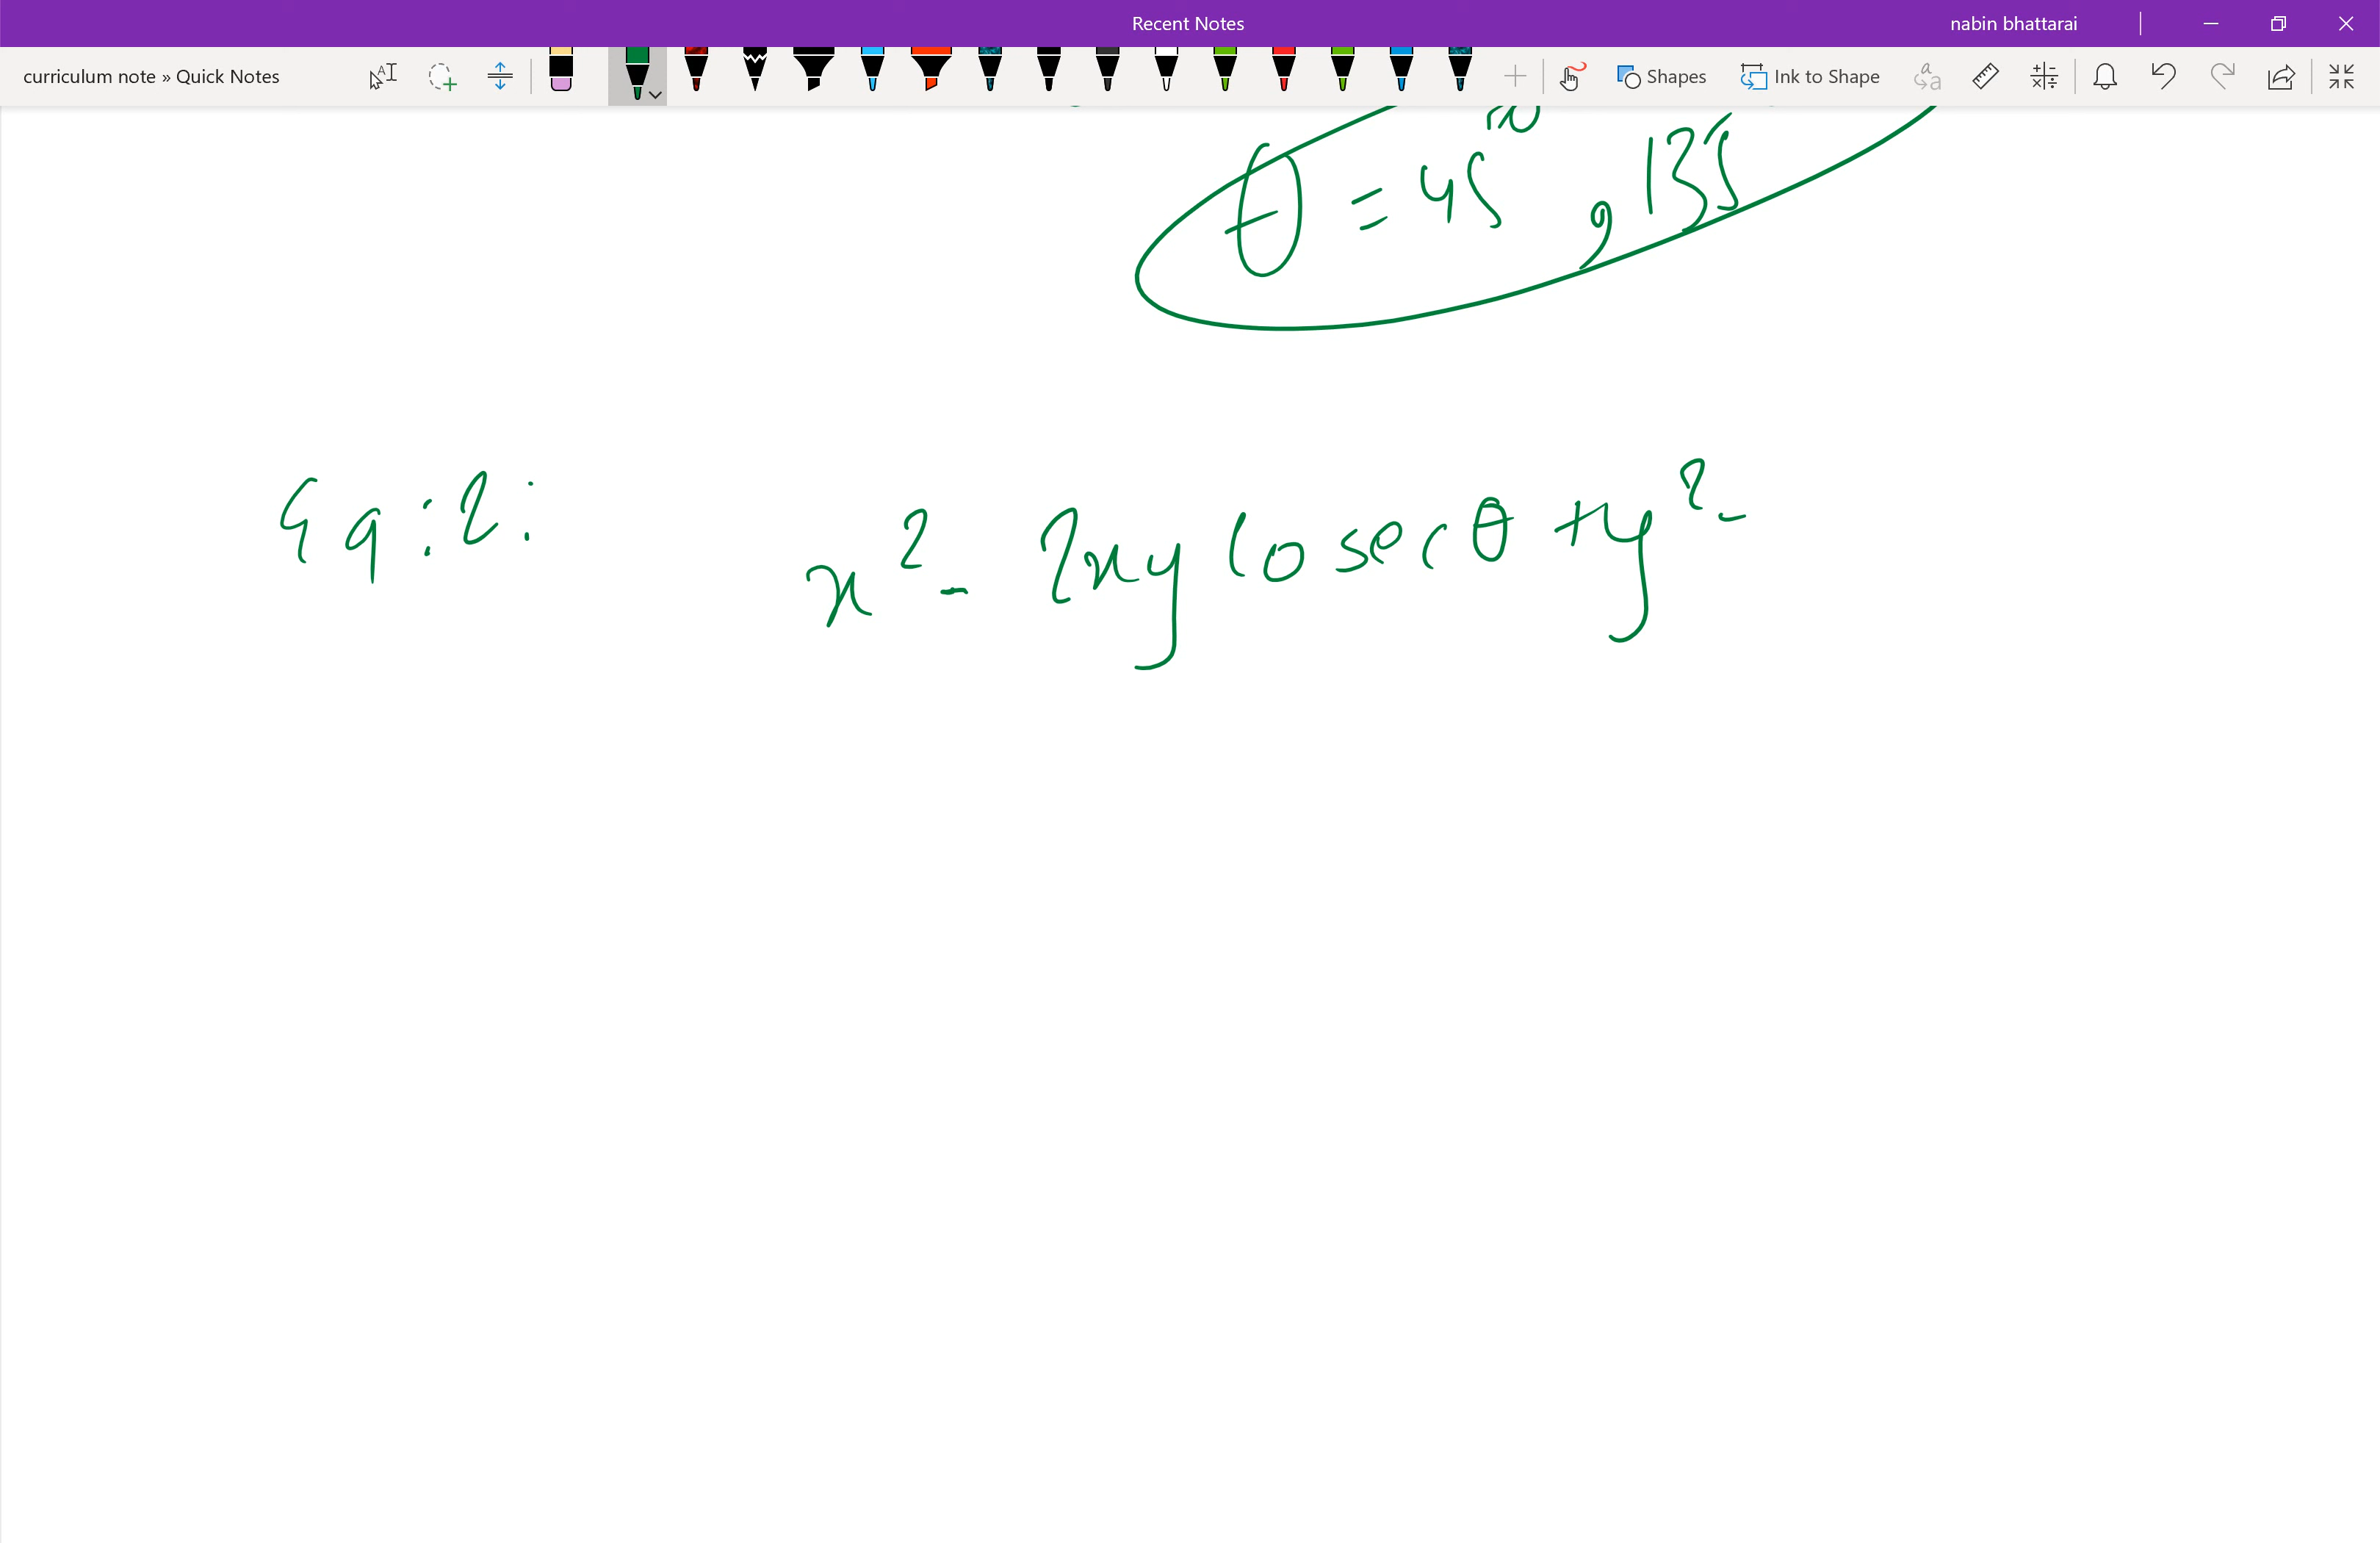 Recent Notes
nabin bhattarai
curriculum note » Quick Notes
Shapes
Ink to Shape
θ = 45, 135
Eq:2:
x² - 2xy cosec θ + y² -